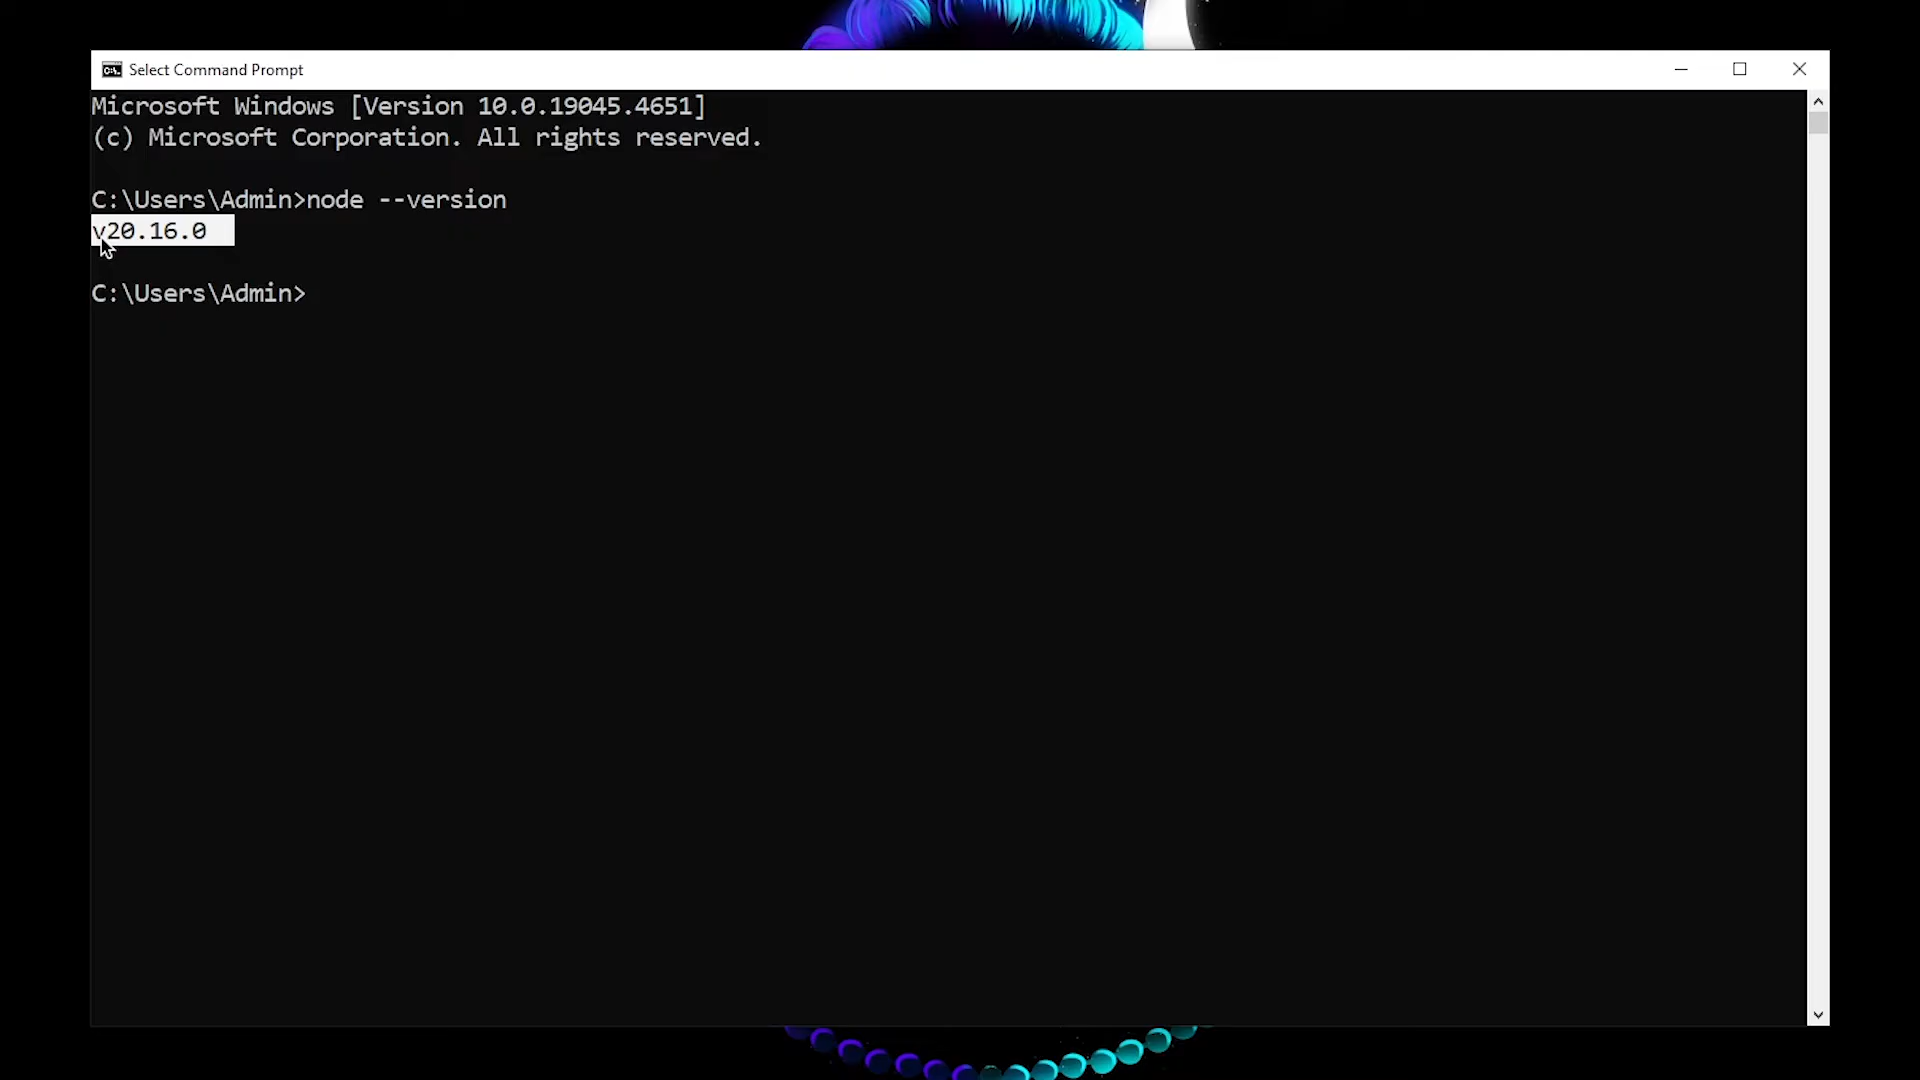 Select Command Prompt
Microsoft Windows [Version 10.0.19045.4651]
(c) Microsoft Corporation. All rights reserved.
C:\Users\Admin>node --version
v20.16.0
C:\Users\Admin>